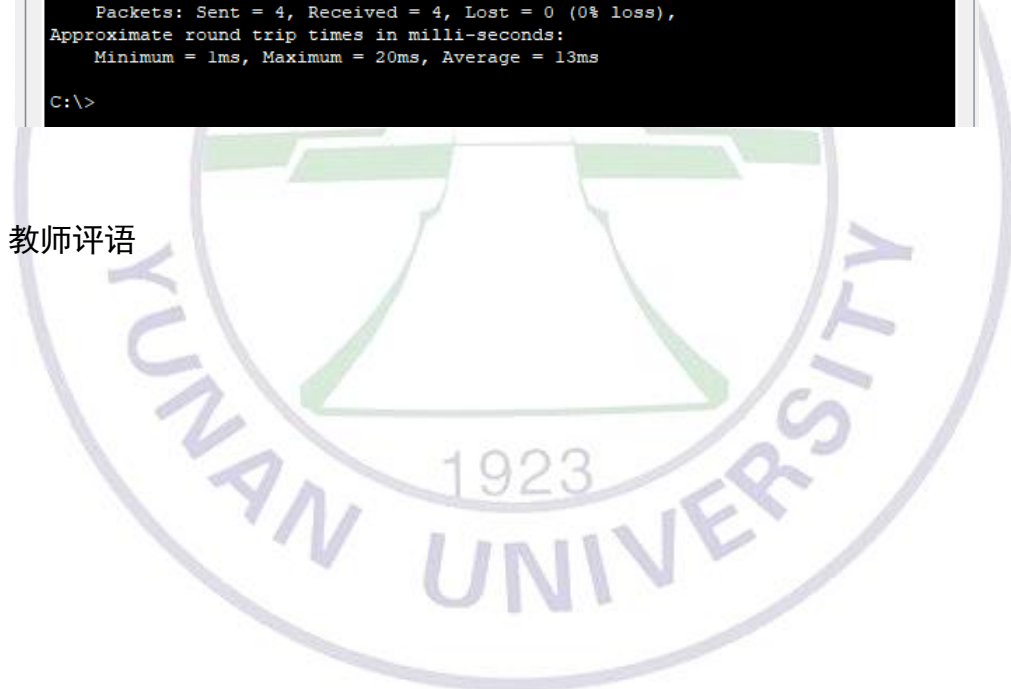 Packets: Sent = 4, Received = 4, Lost = 0 (0% loss),
Approximate round trip times in milli-seconds:
Minimum = 1ms, Maximum = 20ms, Average = 13ms
C:\>
教师评语
1923
YUNAN UNIVERSITY